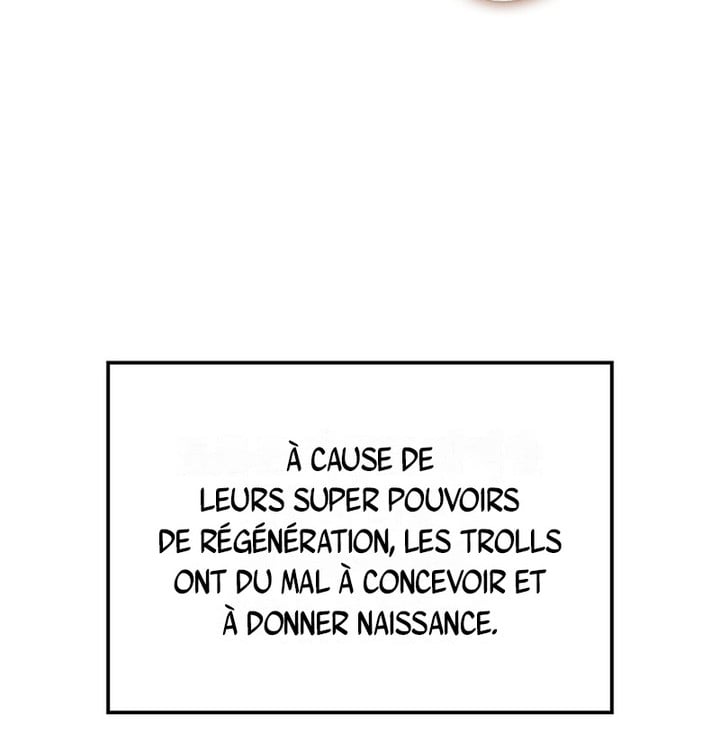 À CAUSE DE
LEURS SUPER POUVOIRS
DE RÉGÉNÉRATION, LES TROLLS
ONT DU MAL À CONCEVOIR ET
À DONNER NAISSANCE.